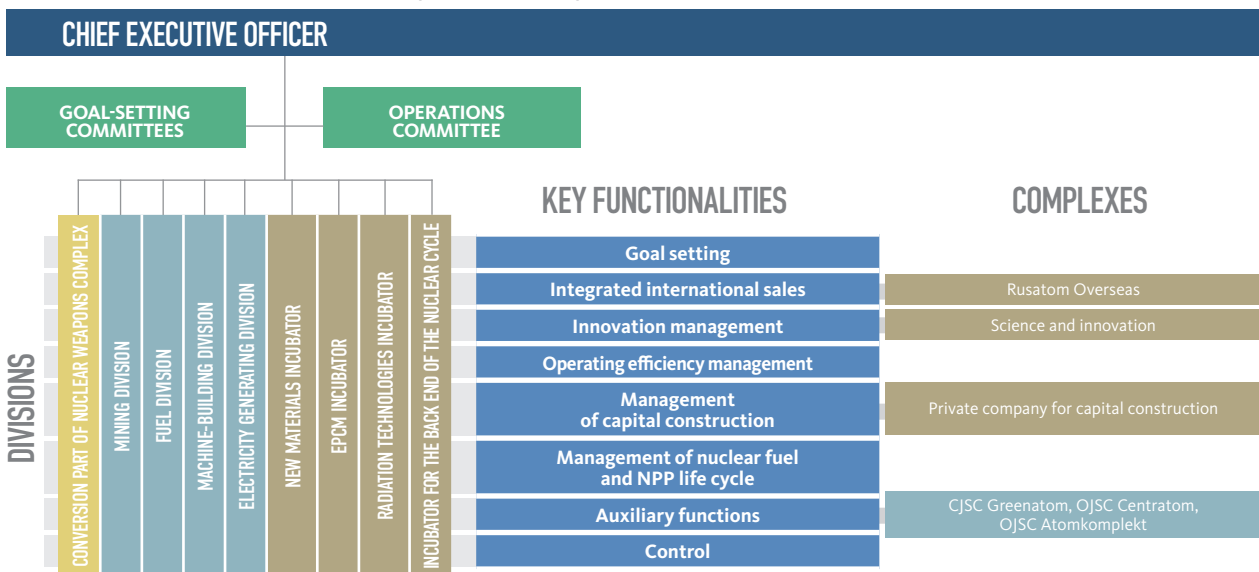 CHIEF EXECUTIVE OFFICER
GOAL-SETTING
COMMITTEES
OPERATIONS
COMMITTEE
KEY FUNCTIONALITIES
COMPLEXES
DIVISIONS
CONVERSION PART OF NUCLEAR WEAPONS COMPLEX
MINING DIVISION
FUEL DIVISION
MACHINE-BUILDING DIVISION
ELECTRICITY GENERATING DIVISION
NEW MATERIALS INCUBATOR
EPCM INCUBATOR
RADIATION TECHNOLOGIES INCUBATOR
INCUBATOR FOR THE BACK END OF THE NUCLEAR CYCLE
Goal setting
Integrated international sales
Rusatom Overseas
Innovation management
Science and innovation
Operating efficiency management
Management
of capital construction
Private company for capital construction
Management of nuclear fuel
and NPP life cycle
Auxiliary functions
CJSC Greenatom, OJSC Centratom,
OJSC Atomkomplekt
Control